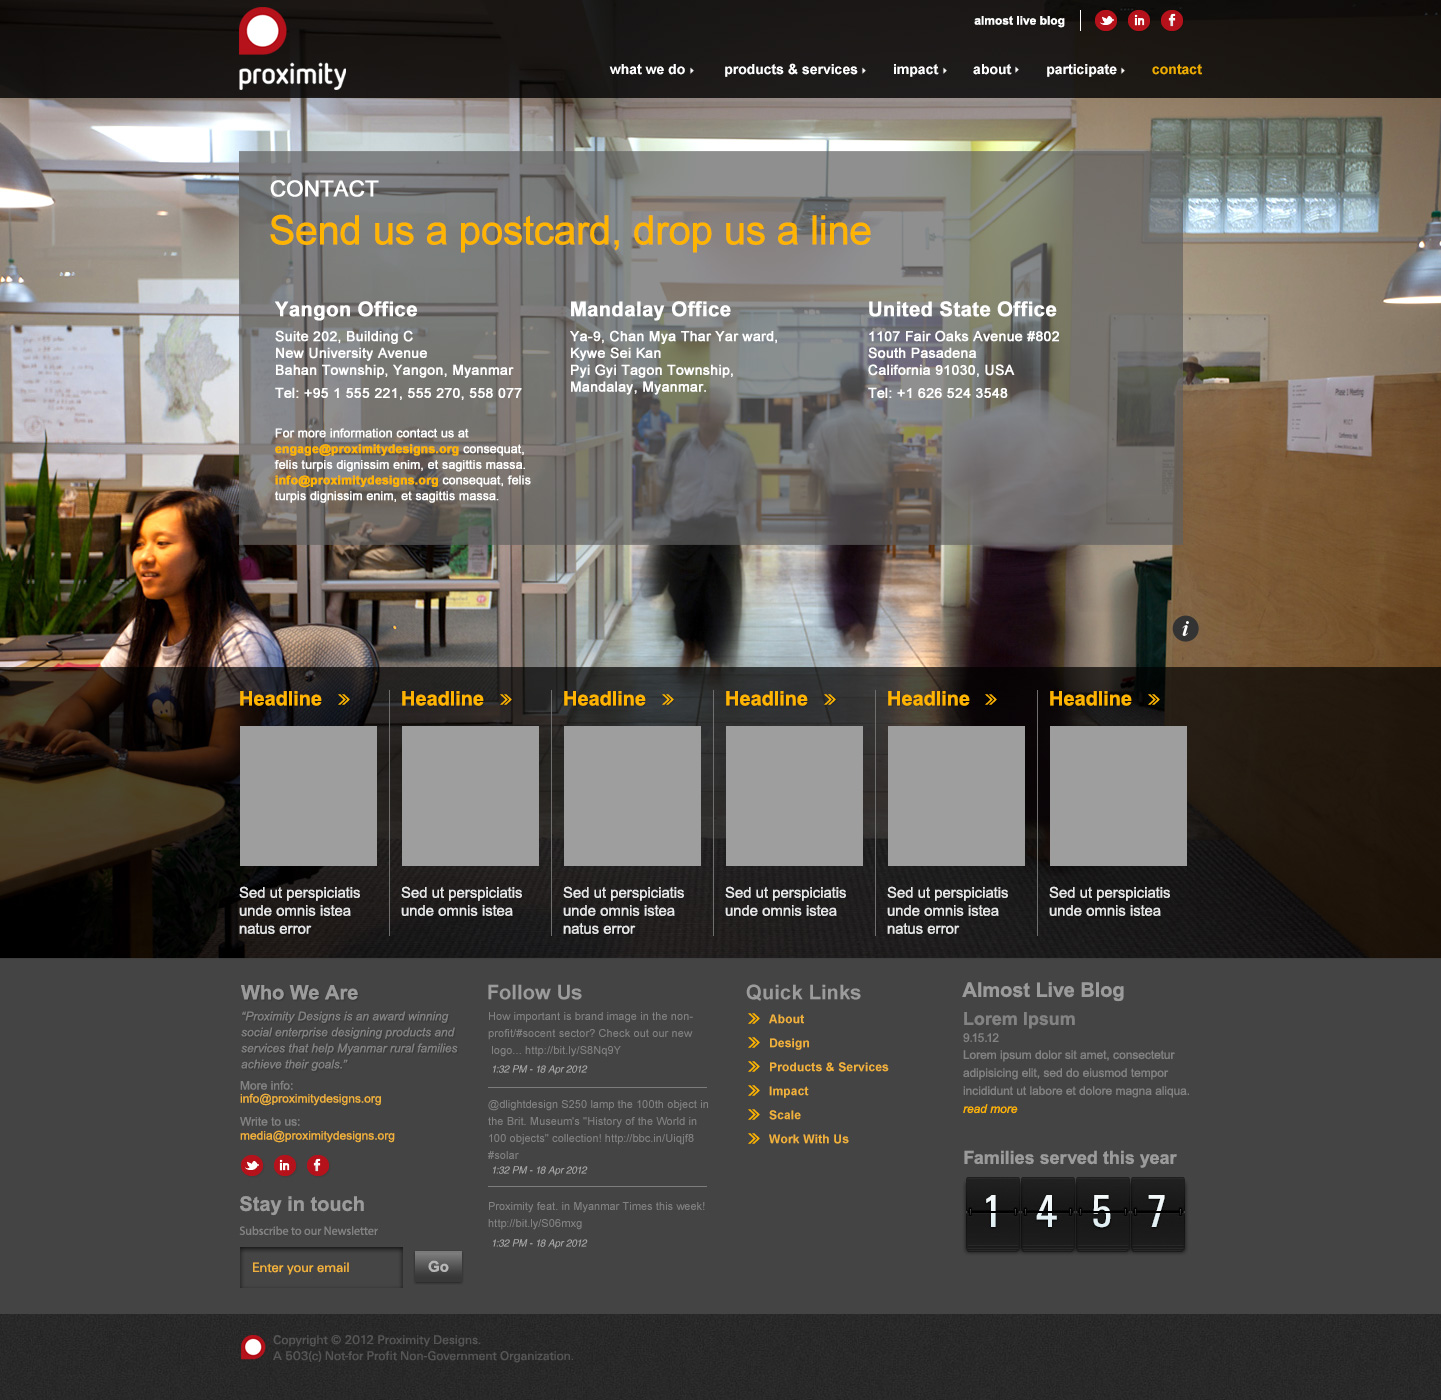 almost live blog
in
f
proximity
what we do
products & services
impact
about
participate
contact
CONTACT
Send us a postcard, drop us a line
Yangon Office
Suite 202, Building C
New University Avenue
Bahan Township, Yangon, Myanmar
Tel: +95 1 555 221, 555 270, 558 077
For more information contact us at
engage@proximitydesigns.org consequat,
felis turpis dignissim enim, et sagittis massa.
info@proximitydesigns.org consequat, felis
turpis dignissim enim, et sagittis massa.
Mandalay Office
Ya-9, Chan Mya Thar Yar ward,
Kywe Sei Kan
Pyi Gyi Tagon Township,
Mandalay, Myanmar.
United State Office
1107 Fair Oaks Avenue #802
South Pasadena
California 91030, USA
Tel: +1 626 524 3548
i
Headline
Sed ut perspiciatis
unde omnis istea
natus error
Headline
Sed ut perspiciatis
unde omnis istea
Headline
Sed ut perspiciatis
unde omnis istea
natus error
Headline
Sed ut perspiciatis
unde omnis istea
Headline
Sed ut perspiciatis
unde omnis istea
natus error
Headline
Sed ut perspiciatis
unde omnis istea
Who We Are
"Proximity Designs is an award winning
social enterprise designing products and
services that help Myanmar rural families
achieve their goals."
More info:
info@proximitydesigns.org
Write to us:
media@proximitydesigns.org
in
f
Stay in touch
Subscribe to our Newsletter
Enter your email
Go
Follow Us
How important is brand image in the non-
profit/#socent sector? Check out our new
logo... http://bit.ly/S8Nq9Y
1:32 PM - 18 Apr 2012
@dlightdesign S250 lamp the 100th object in
the Brit. Museum's "History of the World in
100 objects" collection! http://bbc.in/Uiqjf8
#solar
1:32 PM - 18 Apr 2012
Proximity feat. in Myanmar Times this week!
http://bit.ly/S06mxg
1:32 PM - 18 Apr 2012
Quick Links
About
Design
Products & Services
Impact
Scale
Work With Us
Almost Live Blog
Lorem Ipsum
9.15.12
Lorem ipsum dolor sit amet, consectetur
adipisicing elit, sed do eiusmod tempor
incididunt ut labore et dolore magna aliqua.
read more
Families served this year
1 4 5 7
Copyright © 2012 Proximity Designs.
A 503(c) Not-for Profit Non-Government Organization.